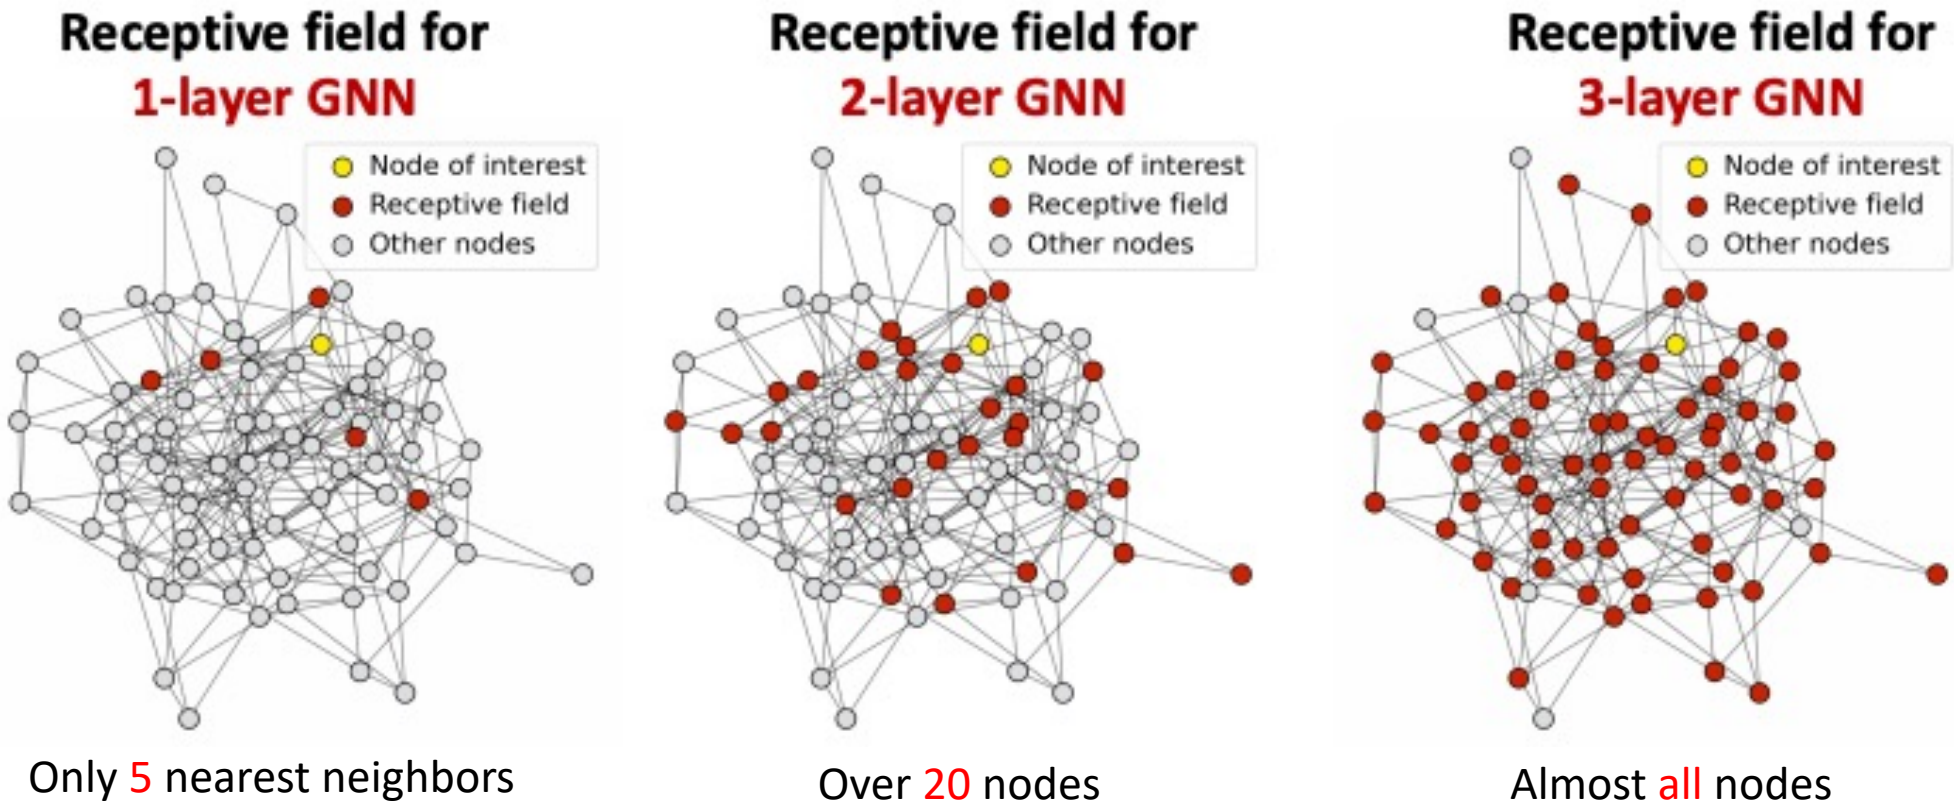 Receptive field for
1-layer GNN
Node of interest
Receptive field
Other nodes
Only 5 nearest neighbors
Receptive field for
2-layer GNN
Node of interest
Receptive field
Other nodes
Over 20 nodes
Receptive field for
3-layer GNN
Node of interest
Receptive field
Other nodes
Almost all nodes